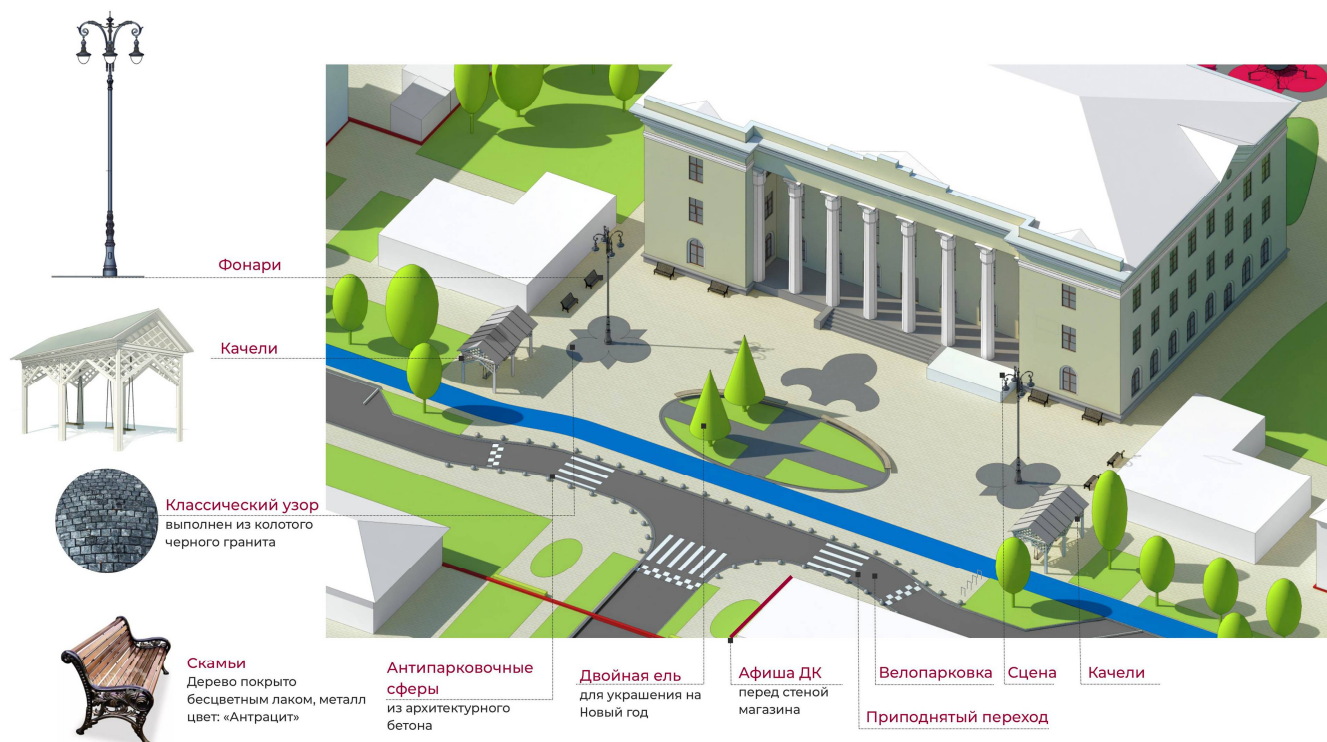 Фонари
Качели
Классический узор
выполнен из колотого
черного гранита
Скамьи
Дерево покрыто
бесцветным лаком, металл
цвет: «Антрацит»
Антипарковочные
сферы
из архитектурного
бетона
Двойная ель
для украшения на
Новый год
Афиша ДК
перед стеной
магазина
Велопарковка
Сцена
Качели
Приподнятый переход